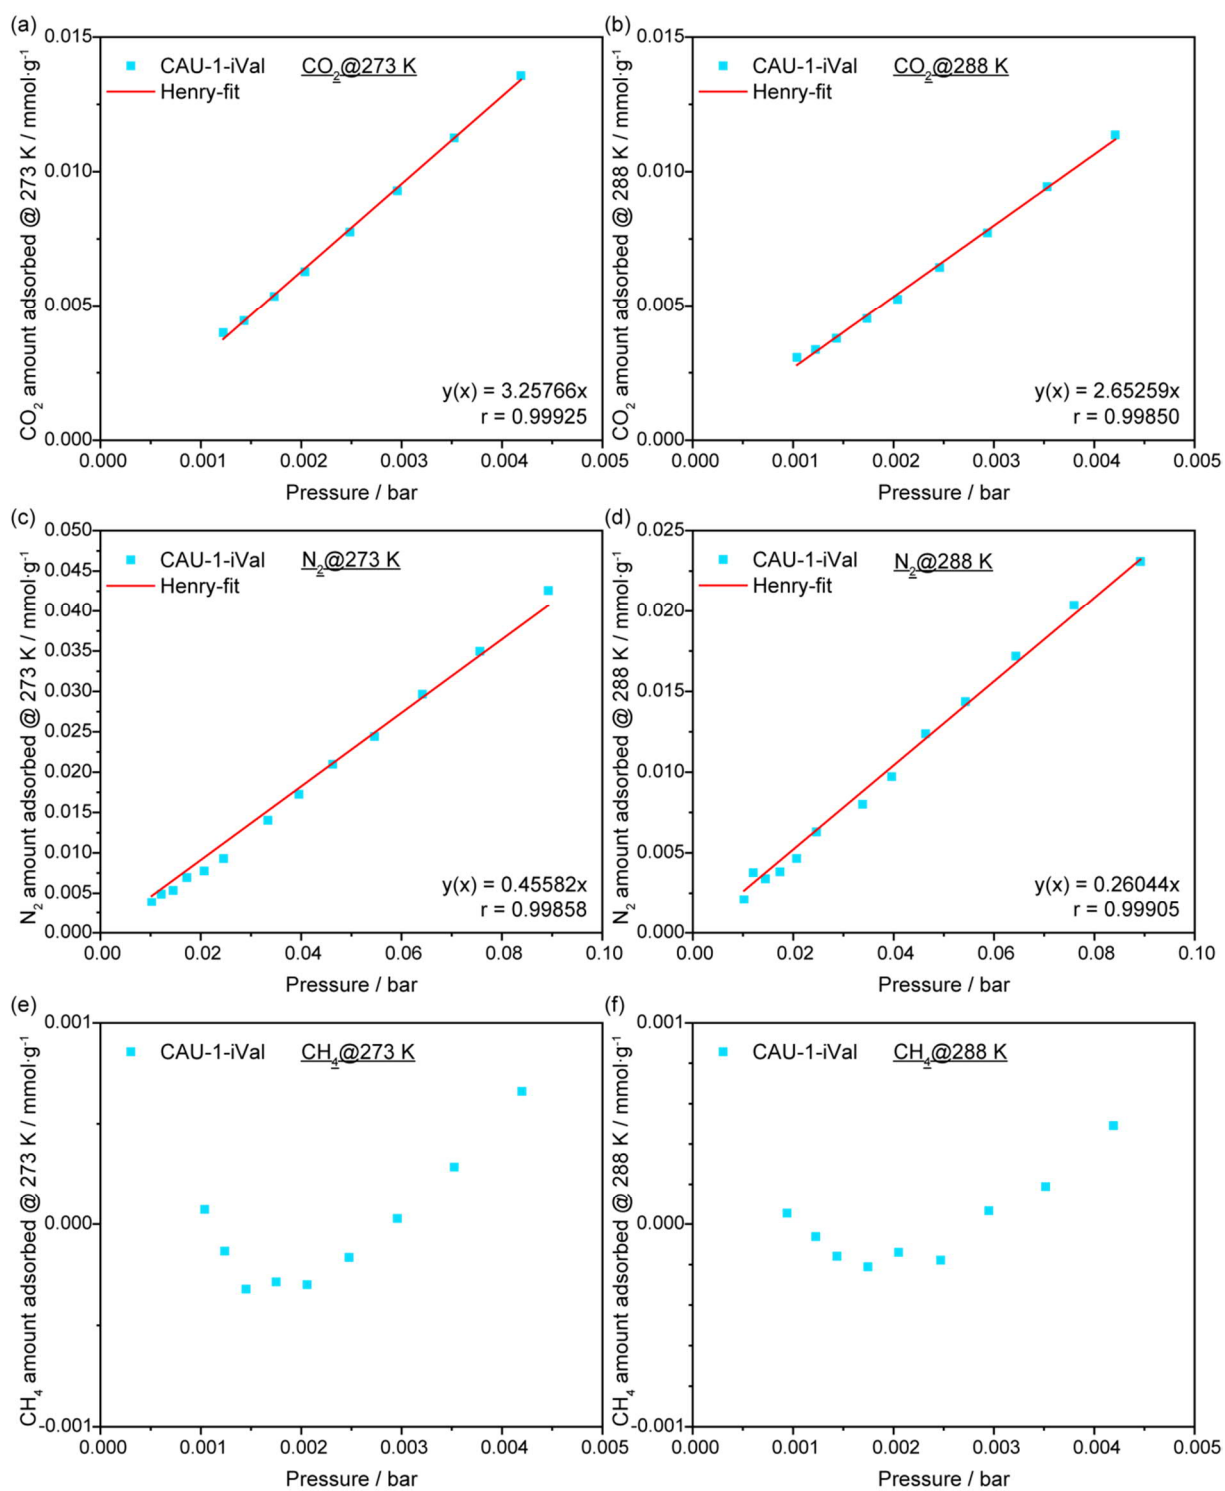 (a)
0.015
CAU-1-iVal CO₂@273 K
Henry-fit
0.010
0.005
0.000
CO₂ amount adsorbed @ 273 K / mmol·g⁻¹
y(x) = 3.25766x
r = 0.99925
0.000 0.001 0.002 0.003 0.004 0.005
Pressure / bar
(b)
0.015
CAU-1-iVal CO₂@288 K
Henry-fit
0.010
0.005
0.000
CO₂ amount adsorbed @ 288 K / mmol·g⁻¹
y(x) = 2.65259x
r = 0.99850
0.000 0.001 0.002 0.003 0.004 0.005
Pressure / bar
(c)
0.050
0.045
0.040
0.035
0.030
0.025
0.020
0.015
0.010
0.005
0.000
CAU-1-iVal N₂@273 K
Henry-fit
N₂ amount adsorbed @ 273 K / mmol·g⁻¹
y(x) = 0.45582x
r = 0.99858
0.00 0.02 0.04 0.06 0.08 0.10
Pressure / bar
(d)
0.025
0.020
0.015
0.010
0.005
0.000
CAU-1-iVal N₂@288 K
Henry-fit
N₂ amount adsorbed @ 288 K / mmol·g⁻¹
y(x) = 0.26044x
r = 0.99905
0.00 0.02 0.04 0.06 0.08 0.10
Pressure / bar
(e)
0.001
0.000
-0.001
CAU-1-iVal CH₄@273 K
CH₄ amount adsorbed @ 273 K / mmol·g⁻¹
0.000 0.001 0.002 0.003 0.004 0.005
Pressure / bar
(f)
0.001
0.000
-0.001
CAU-1-iVal CH₄@288 K
CH₄ amount adsorbed @ 288 K / mmol·g⁻¹
0.000 0.001 0.002 0.003 0.004 0.005
Pressure / bar